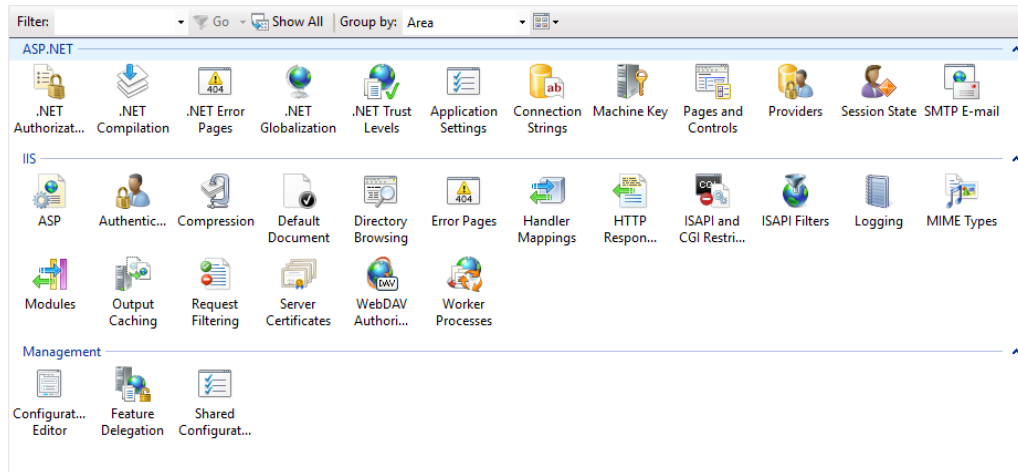 Filter: Go Show All Group by: Area
ASP.NET
.NET Authorizat... .NET Compilation .NET Error Pages .NET Globalization .NET Trust Levels Application Settings Connection Strings Machine Key Pages and Controls Providers Session State SMTP E-mail
IIS
ASP Authentic... Compression Default Document Directory Browsing Error Pages Handler Mappings HTTP Respon... ISAPI and CGI Restri... ISAPI Filters Logging MIME Types
Modules Output Caching Request Filtering Server Certificates WebDAV Authori... Worker Processes
Management
Configurat... Editor Feature Delegation Shared Configurat...